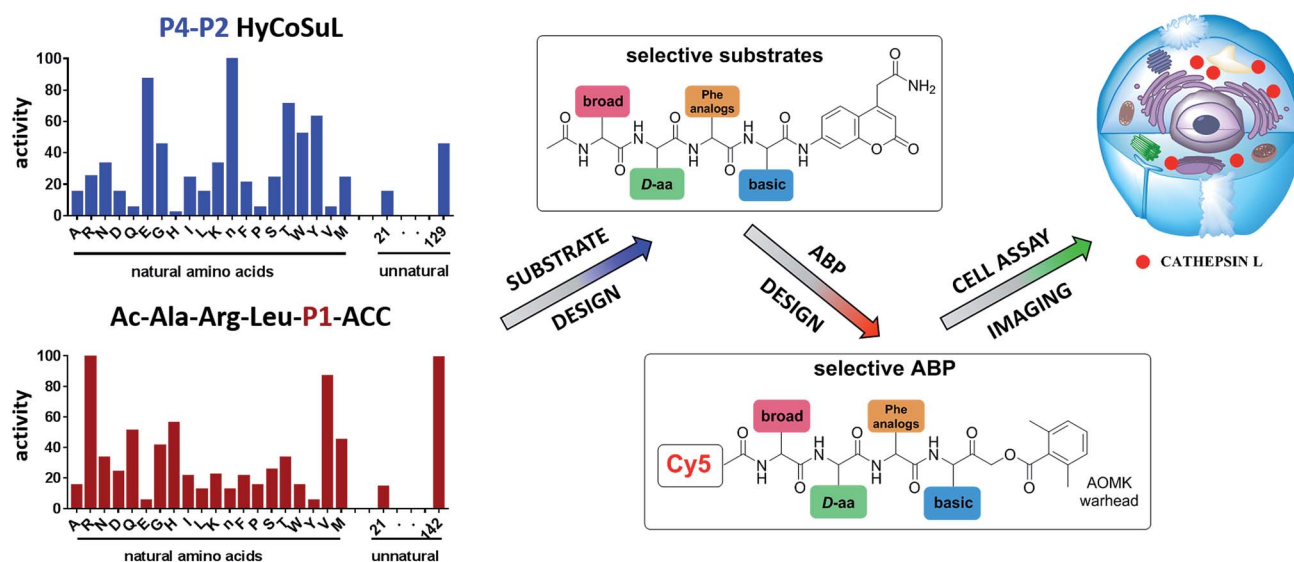 P4-P2 HyCoSuL
activity
100
80
60
40
20
0
A R N D Q E G H I L K n F P S T W Y V M 21 . . 129
natural amino acids unnatural
Ac-Ala-Arg-Leu-P1-ACC
activity
100
80
60
40
20
0
A R N D Q E G H I L K n F P S T W Y V M 21 . . 142
natural amino acids unnatural
SUBSTRATE
DESIGN
selective substrates
broad
Phe
analogs
O
NH2
O H N O H N O
N H O N H O N H O O
D-aa
basic
ABP
DESIGN
selective ABP
broad
Phe
analogs
Cy5
O H N O H N O
N H O N H O O O
D-aa
basic
AOMK
warhead
CELL ASSAY
IMAGING
CATHEPSIN L